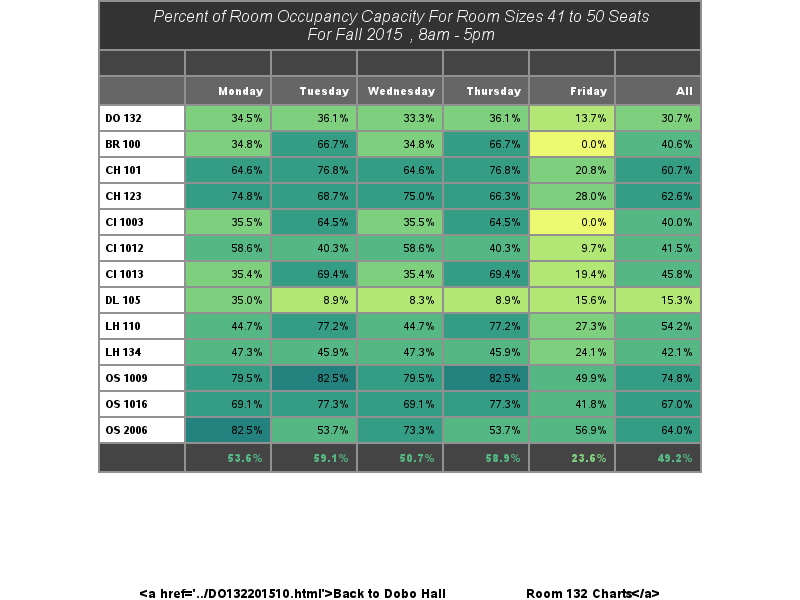 Percent of Room Occupancy Capacity For Room Sizes 41 to 50 Seats
For Fall 2015 , 8am - 5pm
Monday Tuesday Wednesday Thursday Friday All
DO 132 34.5% 36.1% 33.3% 36.1% 13.7% 30.7%
BR 100 34.8% 66.7% 34.8% 66.7% 0.0% 40.6%
CH 101 64.6% 76.8% 64.6% 76.8% 20.8% 60.7%
CH 123 74.8% 68.7% 75.0% 66.3% 28.0% 62.6%
CI 1003 35.5% 64.5% 35.5% 64.5% 0.0% 40.0%
CI 1012 58.6% 40.3% 58.6% 40.3% 9.7% 41.5%
CI 1013 35.4% 69.4% 35.4% 69.4% 19.4% 45.8%
DL 105 35.0% 8.9% 8.3% 8.9% 15.6% 15.3%
LH 110 44.7% 77.2% 44.7% 77.2% 27.3% 54.2%
LH 134 47.3% 45.9% 47.3% 45.9% 24.1% 42.1%
OS 1009 79.5% 82.5% 79.5% 82.5% 49.9% 74.8%
OS 1016 69.1% 77.3% 69.1% 77.3% 41.8% 67.0%
OS 2006 82.5% 53.7% 73.3% 53.7% 56.9% 64.0%
53.6% 59.1% 50.7% 58.9% 23.6% 49.2%
<a href='../DO132201510.html'>Back to Dobo Hall Room 132 Charts</a>